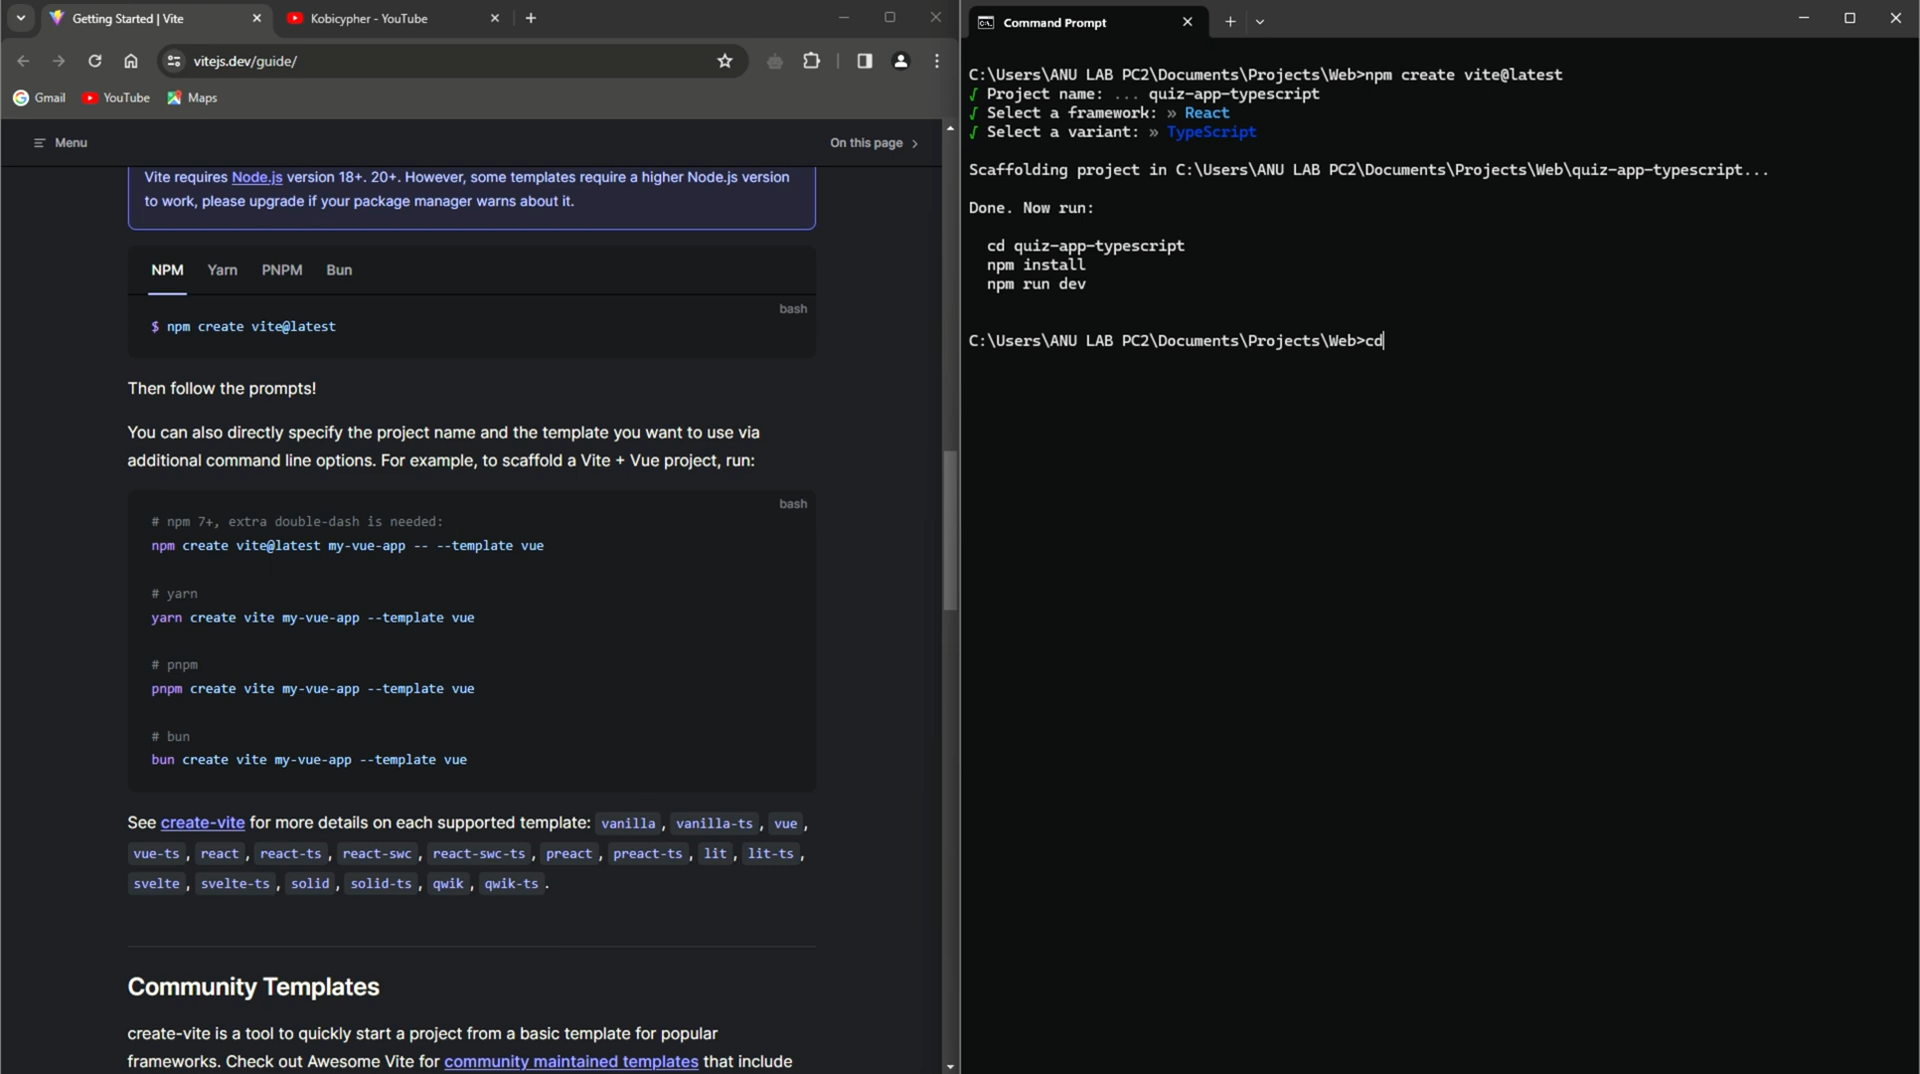 Getting Started | Vite
Kobicypher - YouTube
vitejs.dev/guide/
Gmail
YouTube
Maps
Menu
On this page
Vite requires Node.js version 18+. 20+. However, some templates require a higher Node.js version
to work, please upgrade if your package manager warns about it.
NPM
Yarn
PNPM
Bun
bash
$ npm create vite@latest
Then follow the prompts!
You can also directly specify the project name and the template you want to use via
additional command line options. For example, to scaffold a Vite + Vue project, run:
bash
# npm 7+, extra double-dash is needed:
npm create vite@latest my-vue-app -- --template vue
# yarn
yarn create vite my-vue-app --template vue
# pnpm
pnpm create vite my-vue-app --template vue
# bun
bun create vite my-vue-app --template vue
See create-vite for more details on each supported template: vanilla, vanilla-ts, vue,
vue-ts, react, react-ts, react-swc, react-swc-ts, preact, preact-ts, lit, lit-ts,
svelte, svelte-ts, solid, solid-ts, qwik, qwik-ts.
Community Templates
create-vite is a tool to quickly start a project from a basic template for popular
frameworks. Check out Awesome Vite for community maintained templates that include
Command Prompt
C:\Users\ANU LAB PC2\Documents\Projects\Web>npm create vite@latest
√ Project name: ... quiz-app-typescript
√ Select a framework: » React
√ Select a variant: » TypeScript
Scaffolding project in C:\Users\ANU LAB PC2\Documents\Projects\Web\quiz-app-typescript...
Done. Now run:
cd quiz-app-typescript
npm install
npm run dev
C:\Users\ANU LAB PC2\Documents\Projects\Web>cd